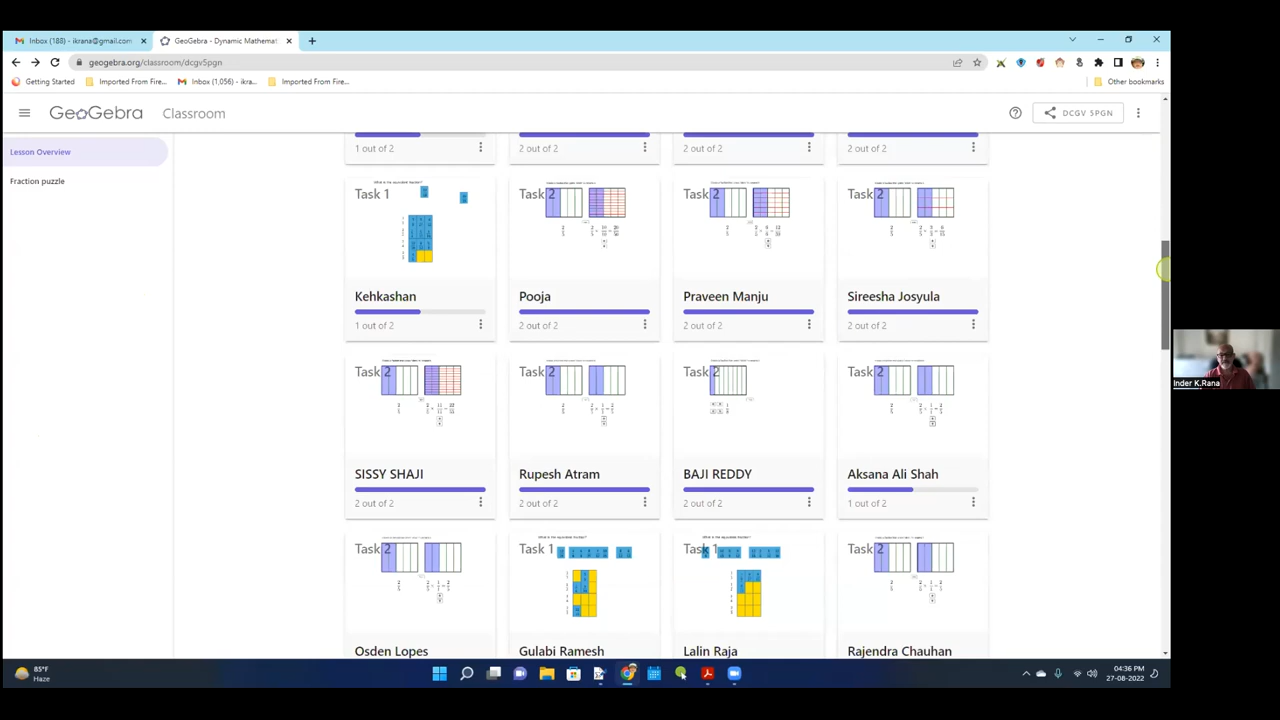 Inbox (188) - ikrana@gmail.com
GeoGebra - Dynamic Mathemat
geogebra.org/classroom/dcgv5pgn
Getting Started
Imported From Fire...
Inbox (1,056) - ikra...
Imported From Fire...
Other bookmarks
GeoGebra
Classroom
DCGV 5PGN
Lesson Overview
Fraction puzzle
1 out of 2
2 out of 2
2 out of 2
2 out of 2
Task 1
Task 2
Task 2
Task 2
Kehkashan
Pooja
Praveen Manju
Sireesha Josyula
1 out of 2
2 out of 2
2 out of 2
2 out of 2
Task 2
Task 2
Task 2
Task 2
SISSY SHAJI
Rupesh Atram
BAJI REDDY
Aksana Ali Shah
2 out of 2
2 out of 2
2 out of 2
1 out of 2
Task 2
Task 1
Task 1
Task 2
Osden Lopes
Gulabi Ramesh
Lalin Raja
Rajendra Chauhan
Inder K.Rana
85°F
Haze
04:36 PM
27-08-2022